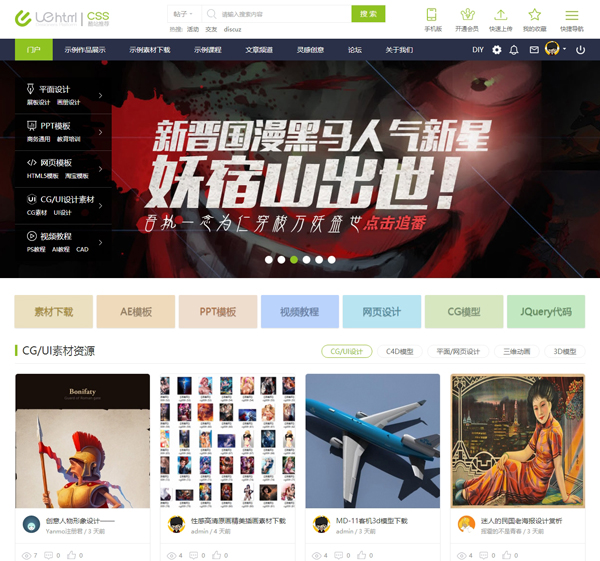 UEhtml CSS
帖子 请输入搜索内容 搜 索
热搜: 活动 交友 discuz
手机版 开通会员 快速上传 我的收藏 快捷导航
门户 示例作品展示 示例素材下载 示例课程 文章频道 灵感创意 论坛 关于我们 DIY
平面设计
展板设计 画册设计
PPT模板
商务通用 教育培训
网页模板
HTML5模板 淘宝模板
CG/UI设计素材
CG素材 UI设计
视频教程
PS教程 AI教程 CAD
新晋国漫黑马人气新星
妖宿山出世!
吾执一念为仁穿梭万妖盛世 点击追番
素材下载 AE模板 PPT模板 视频教程 网页设计 CG模型 JQuery代码
CG/UI素材资源
CG/UI设计 C4D模型 平面/网页设计 三维动画 3D模型
Bonifaty
创意人物形象设计——
Yanmo注册君 / 3 天前
7 0 0
性感高清原画精美插画素材下载
admin / 4 天前
4 0 0
MD-11客机3d模型下载
admin / 3 天前
4 0 0
迷人的民国老海报设计赏析
/ 3 天前
4 0 0